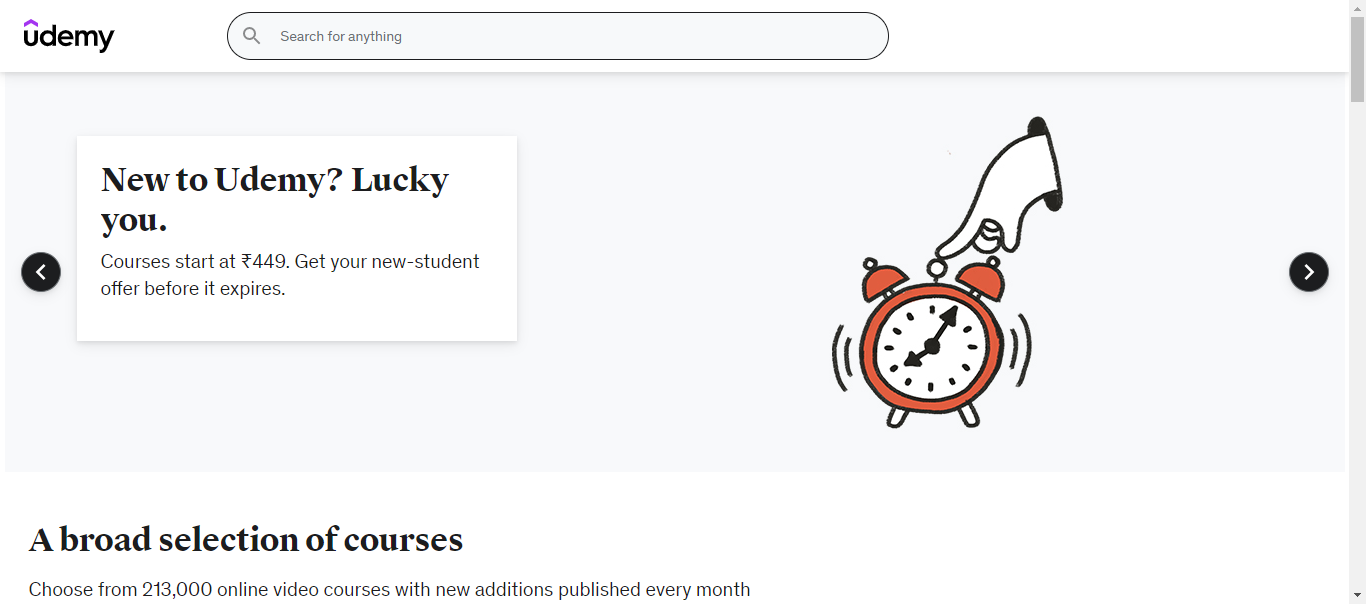 udemy
Search for anything
New to Udemy? Lucky
you.
Courses start at ₹449. Get your new-student
offer before it expires.
A broad selection of courses
Choose from 213,000 online video courses with new additions published every month